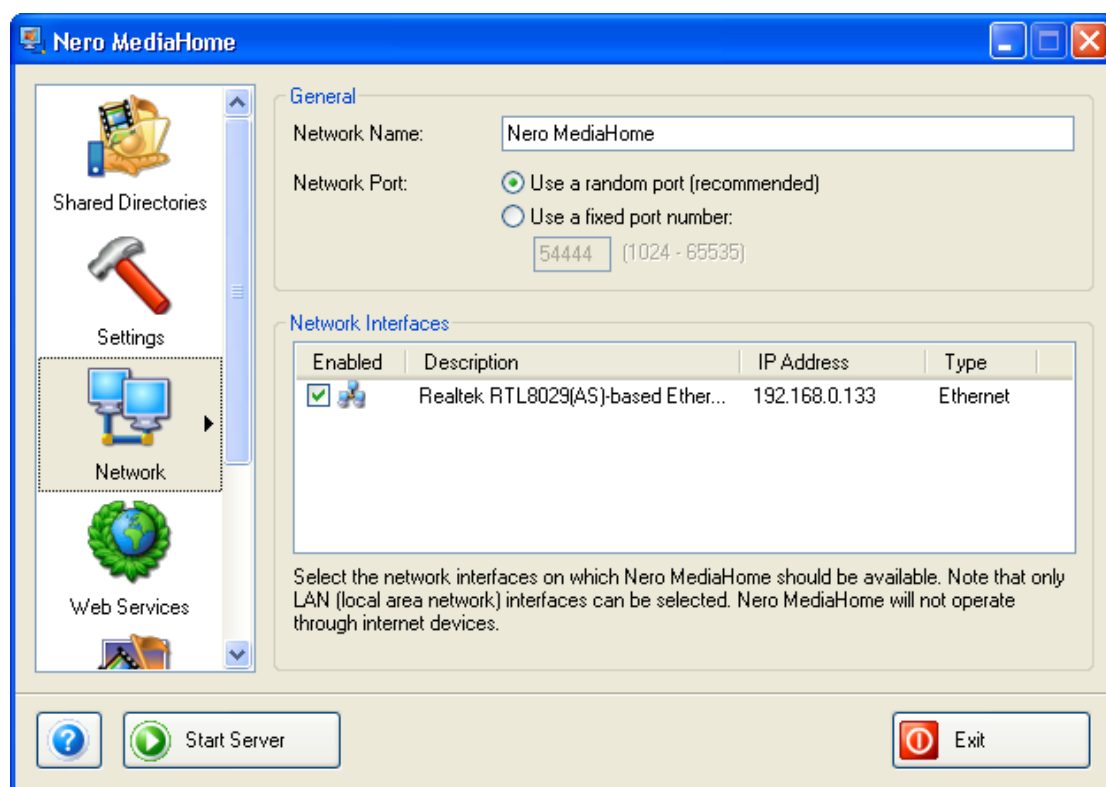 Nero MediaHome
Shared Directories
Settings
Network
Web Services
General
Network Name: Nero MediaHome
Network Port: Use a random port (recommended)
Use a fixed port number:
54444 (1024 - 65535)
Network Interfaces
Enabled Description IP Address Type
Realtek RTL8029(AS)-based Ether... 192.168.0.133 Ethernet
Select the network interfaces on which Nero MediaHome should be available. Note that only
LAN (local area network) interfaces can be selected. Nero MediaHome will not operate
through internet devices.
Start Server Exit